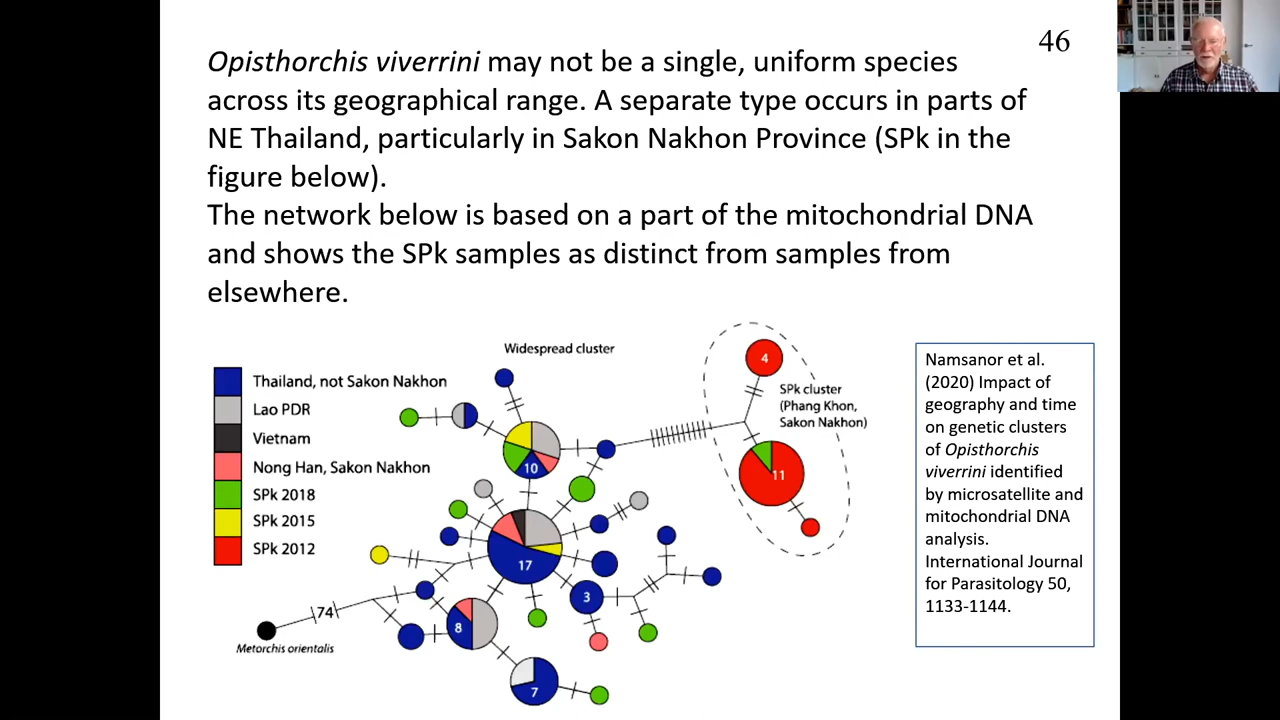 46
Opisthorchis viverrini may not be a single, uniform species
across its geographical range. A separate type occurs in parts of
NE Thailand, particularly in Sakon Nakhon Province (SPk in the
figure below).
The network below is based on a part of the mitochondrial DNA
and shows the SPk samples as distinct from samples from
elsewhere.
Widespread cluster
Thailand, not Sakon Nakhon
Lao PDR
Vietnam
Nong Han, Sakon Nakhon
SPk 2018
SPk 2015
SPk 2012
10
17
3
8
7
74
Metorchis orientalis
4
SPk cluster
(Phang Khon,
Sakon Nakhon)
11
Namsanor et al.
(2020) Impact of
geography and time
on genetic clusters
of Opisthorchis
viverrini identified
by microsatellite and
mitochondrial DNA
analysis.
International Journal
for Parasitology 50,
1133-1144.